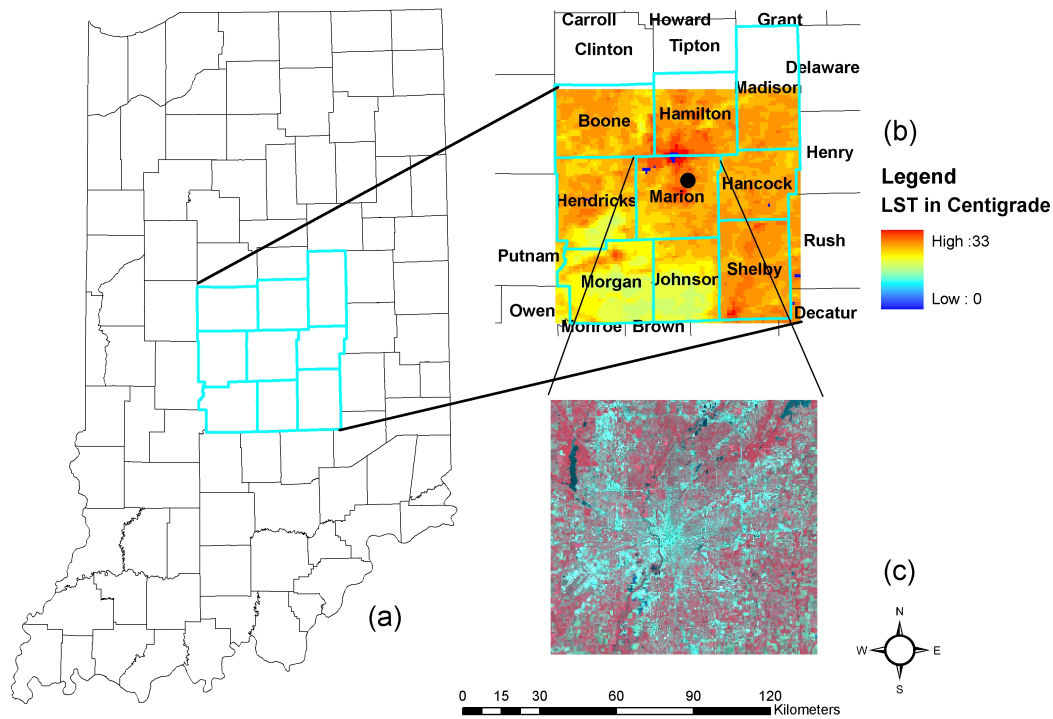 Carroll Howard Grant
Clinton Tipton
Delaware
Madison
Boone Hamilton
(b)
Henry
Legend
LST in Centigrade
Hendricks Marion Hancock
High :33
Rush
Putnam
Morgan Johnsor Shelby
Low : 0
Owen
Decatur
Monroe Brown
(a)
(c)
N
W E
S
0 15 30 60 90 120
Kilometers